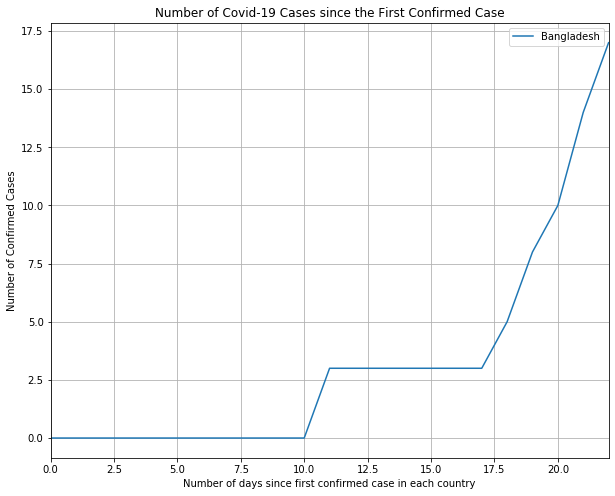 Number of Covid-19 Cases since the First Confirmed Case
Bangladesh
17.5
15.0
12.5
10.0
7.5
5.0
2.5
0.0
Number of Confirmed Cases
0.0 2.5 5.0 7.5 10.0 12.5 15.0 17.5 20.0
Number of days since first confirmed case in each country